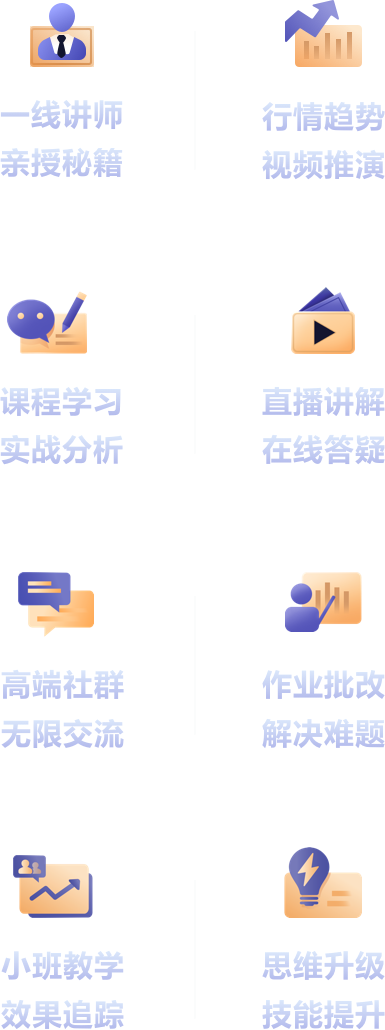 一线讲师
亲授秘籍
行情趋势
视频推演
课程学习
实战分析
直播讲解
在线答疑
高端社群
无限交流
作业批改
解决难题
小班教学
效果追踪
思维升级
技能提升